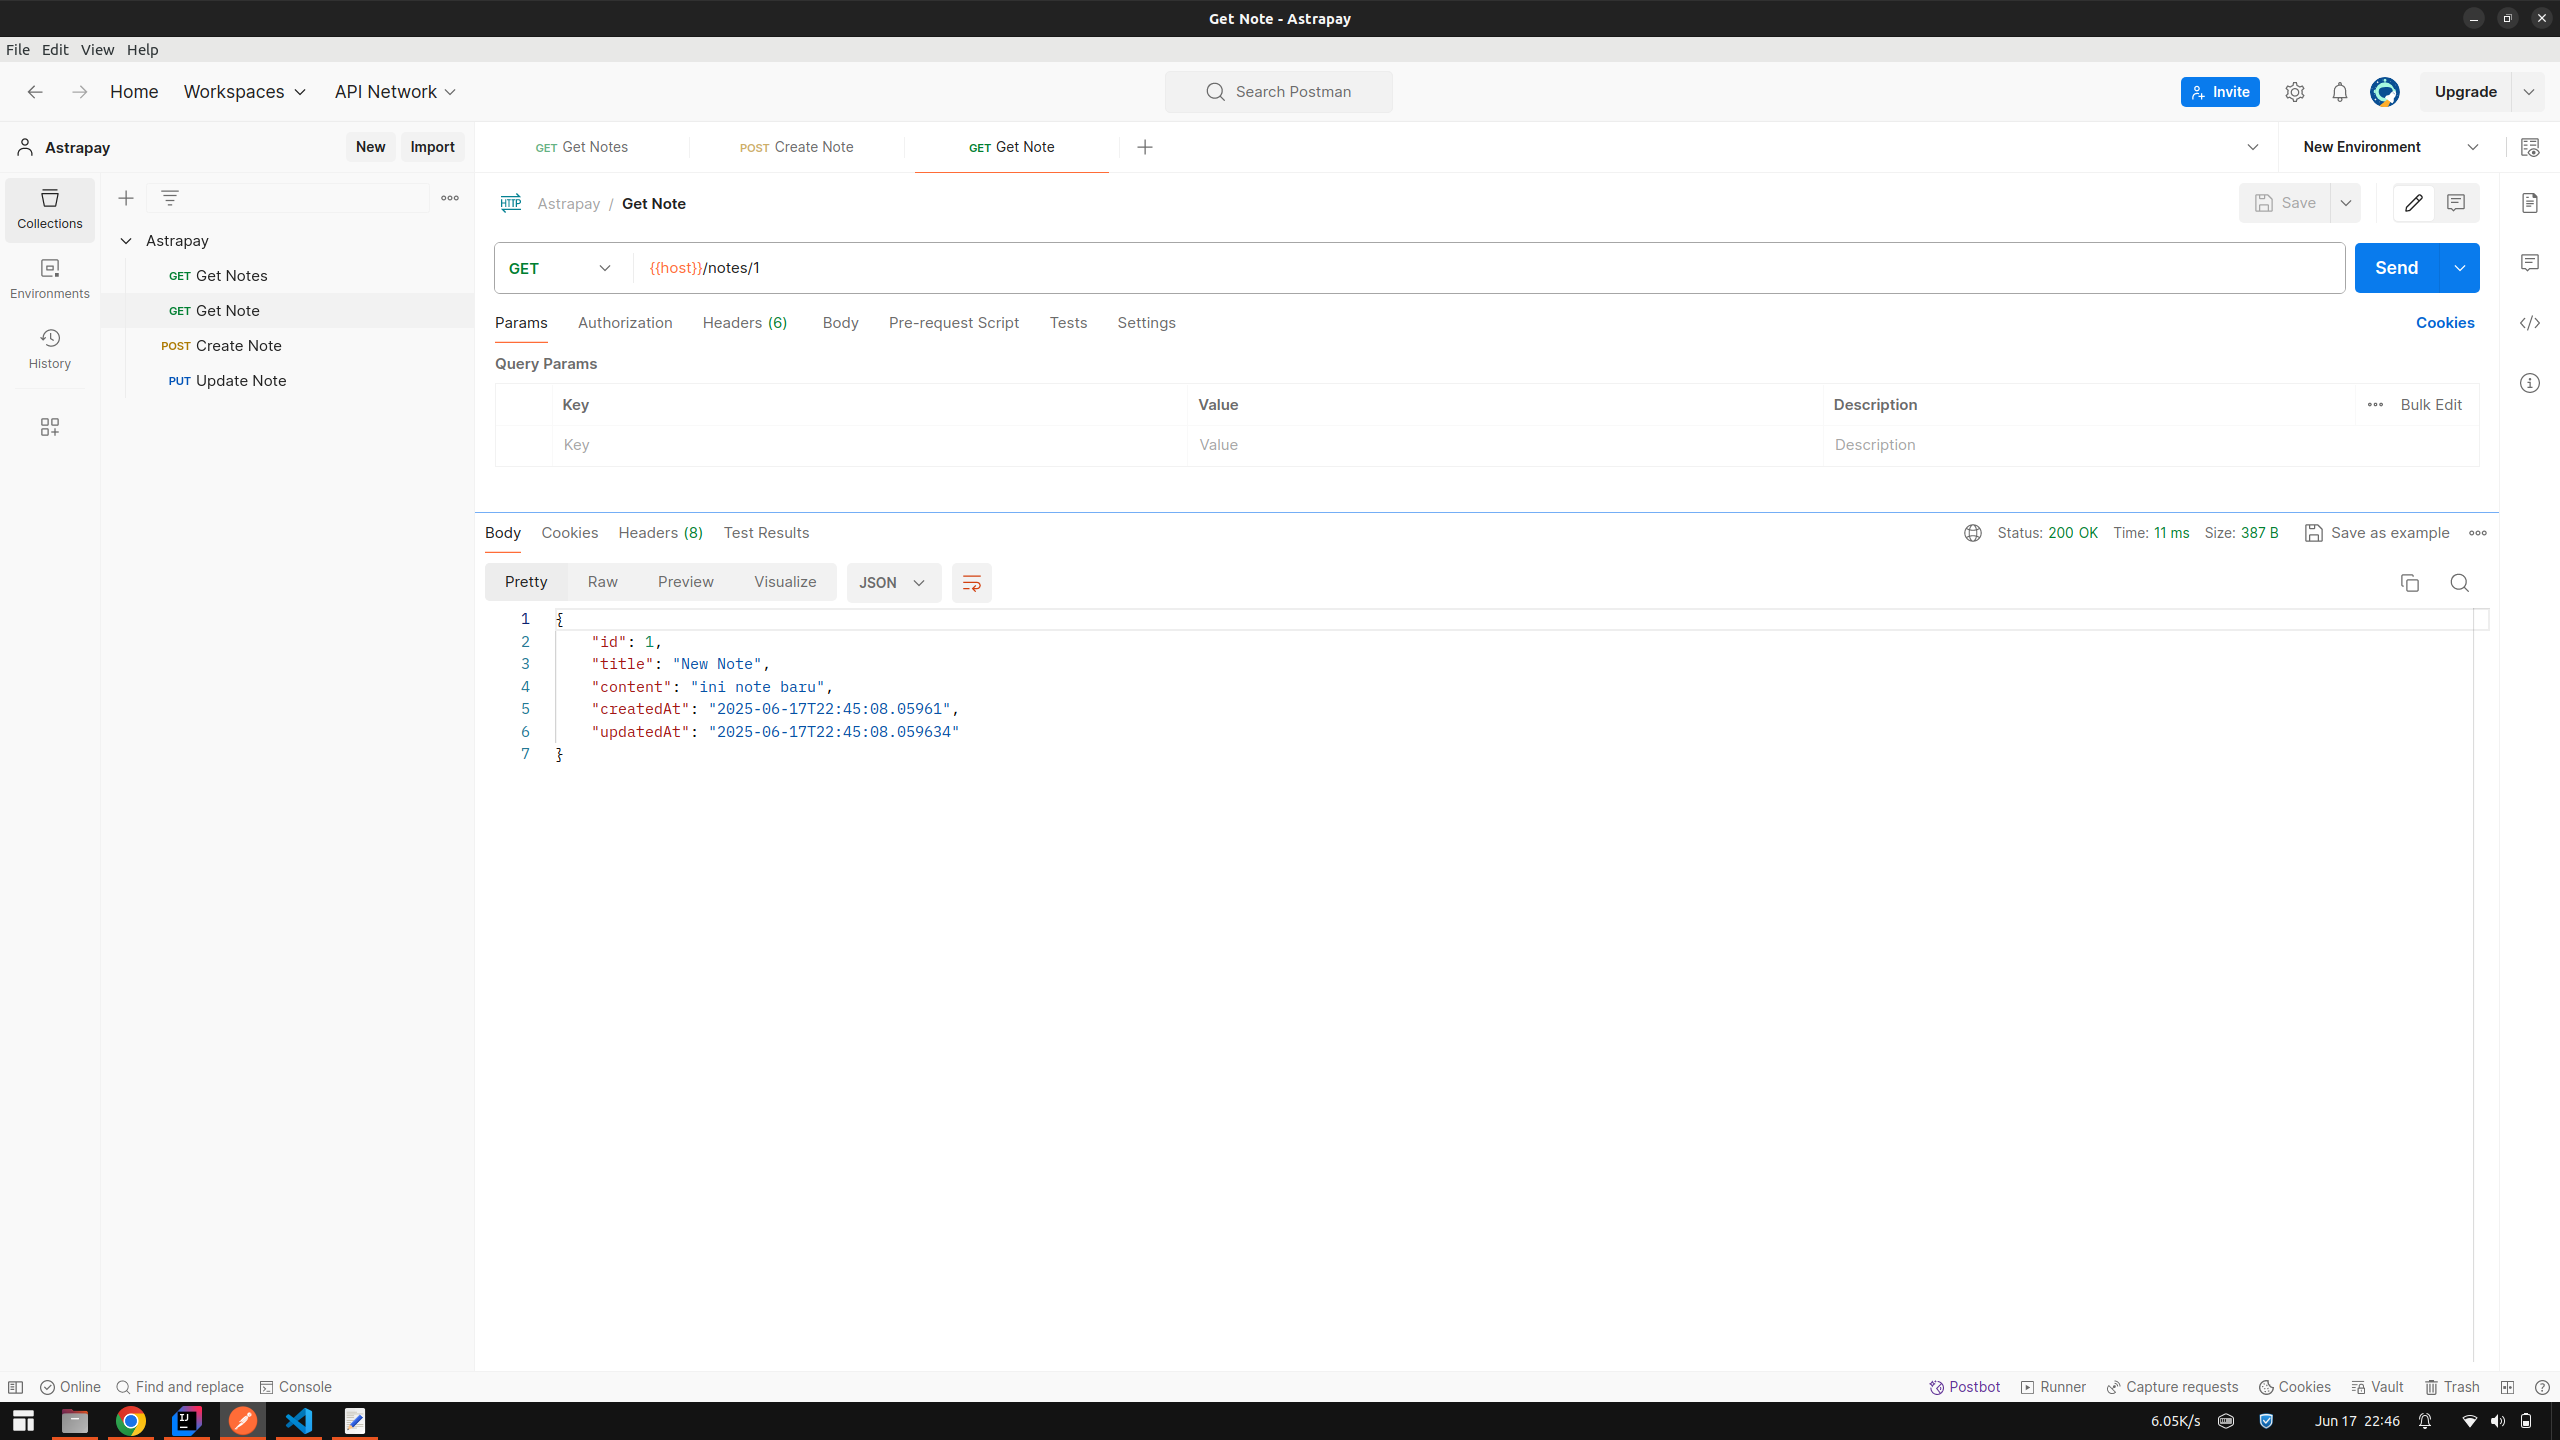 Get Note - Astrapay
File Edit View Help
Home Workspaces API Network Search Postman Invite Upgrade
Astrapay New Import GET Get Notes POST Create Note GET Get Note New Environment
Collections
Environments
History
Astrapay
GET Get Notes
GET Get Note
POST Create Note
PUT Update Note
HTTP Astrapay / Get Note Save
GET {{host}}/notes/1 Send
Params Authorization Headers (6) Body Pre-request Script Tests Settings Cookies
Query Params
Key Value Description Bulk Edit
Key Value Description
Body Cookies Headers (8) Test Results Status: 200 OK Time: 11 ms Size: 387 B Save as example
Pretty Raw Preview Visualize JSON
1 {
2 "id": 1,
3 "title": "New Note",
4 "content": "ini note baru",
5 "createdAt": "2025-06-17T22:45:08.05961",
6 "updatedAt": "2025-06-17T22:45:08.059634"
7 }
Online Find and replace Console Postbot Runner Capture requests Cookies Vault Trash
6.05K/s Jun 17 22:46